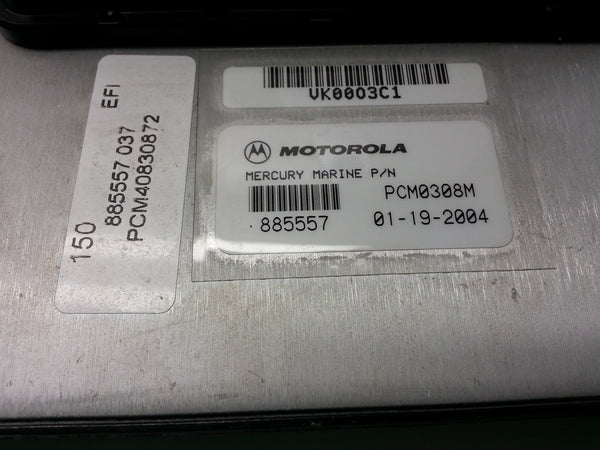 VK0003C1
MOTOROLA
MERCURY MARINE P/N
PCM0308M
885557
01-19-2004
150 EFI
885557 037
PCM40830872